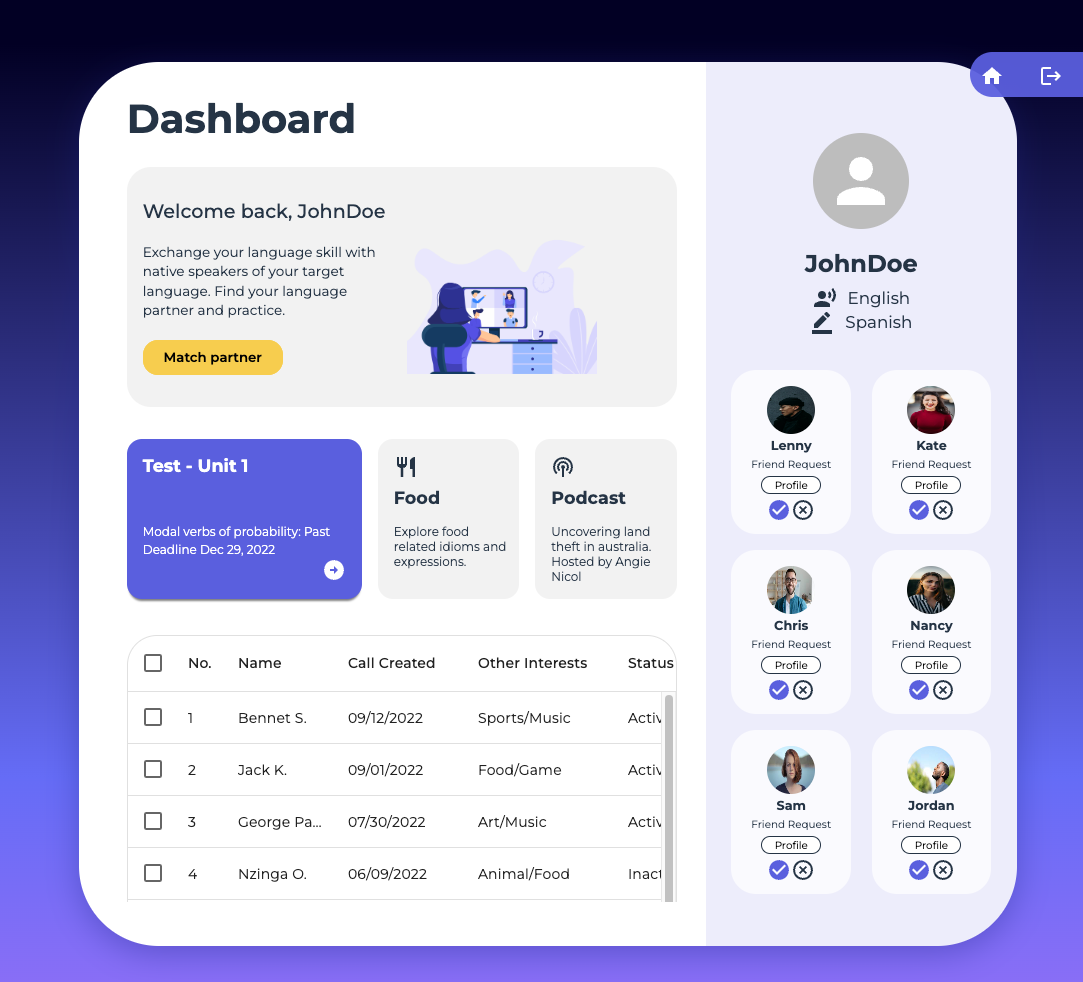 Dashboard
Welcome back, JohnDoe
Exchange your language skill with
native speakers of your target
language. Find your language
partner and practice.
Match partner
Test - Unit 1
Modal verbs of probability: Past
Deadline Dec 29, 2022
Food
Explore food
related idioms and
expressions.
Podcast
Uncovering land
theft in australia.
Hosted by Angie
Nicol
No. Name Call Created Other Interests Status
1 Bennet S. 09/12/2022 Sports/Music Activ
2 Jack K. 09/01/2022 Food/Game Activ
3 George Pa... 07/30/2022 Art/Music Activ
4 Nzinga O. 06/09/2022 Animal/Food Inact
JohnDoe
English
Spanish
Lenny
Friend Request
Profile
Kate
Friend Request
Profile
Chris
Friend Request
Profile
Nancy
Friend Request
Profile
Sam
Friend Request
Profile
Jordan
Friend Request
Profile